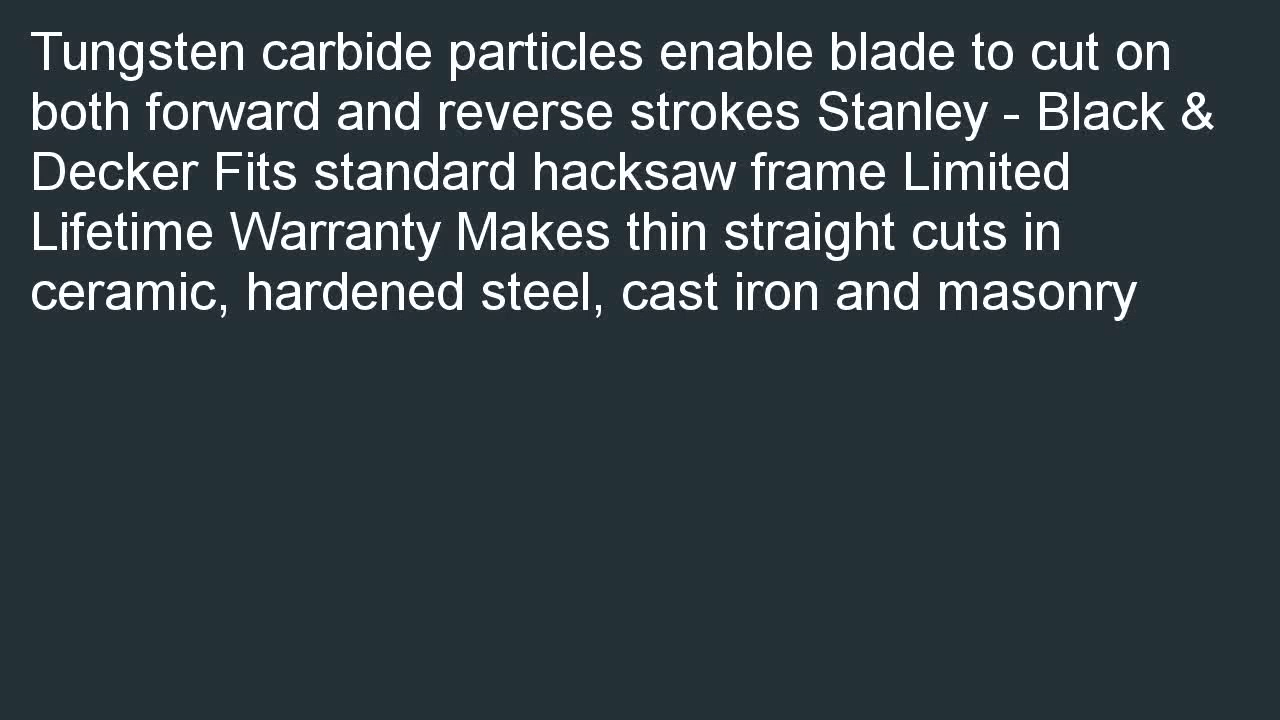 Tungsten carbide particles enable blade to cut on
both forward and reverse strokes Stanley - Black &
Decker Fits standard hacksaw frame Limited
Lifetime Warranty Makes thin straight cuts in
ceramic, hardened steel, cast iron and masonry